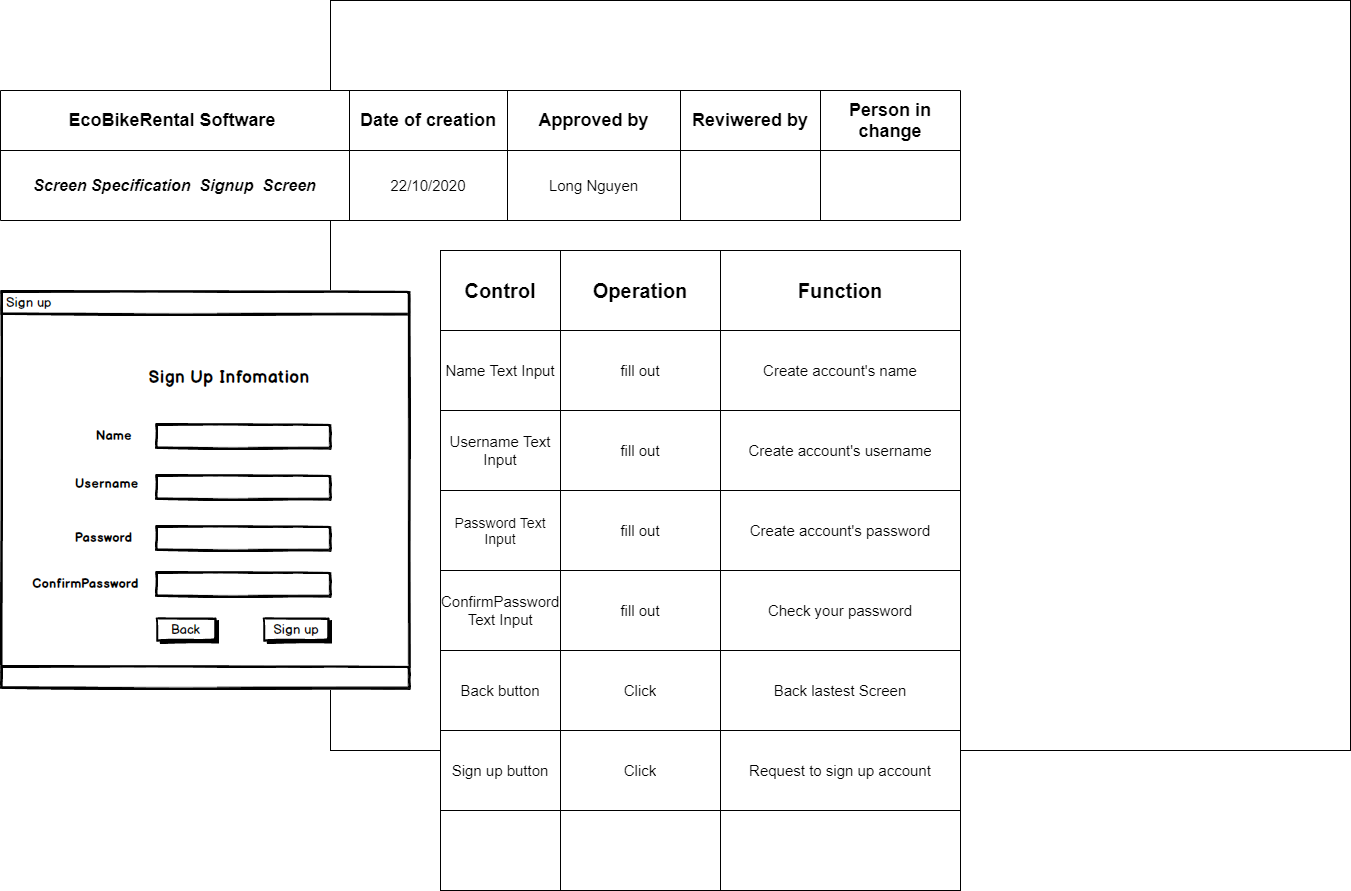 EcoBikeRental Software
Date of creation
Approved by
Reviwered by
Person in
change
Screen Specification  Signup  Screen
22/10/2020
Long Nguyen
Sign up
Sign Up Infomation
Name
Username
Password
ConfirmPassword
Back
Sign up
Control
Operation
Function
Name Text Input
fill out
Create account's name
Username Text
Input
fill out
Create account's username
Password Text
Input
fill out
Create account's password
ConfirmPassword
Text Input
fill out
Check your password
Back button
Click
Back lastest Screen
Sign up button
Click
Request to sign up account